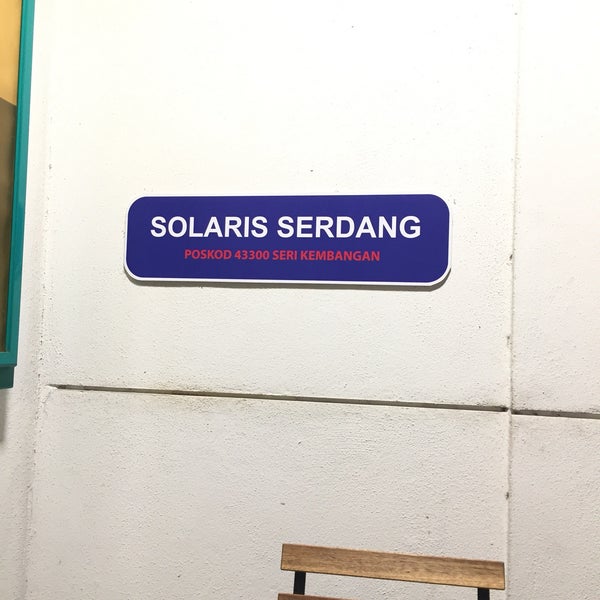 SOLARIS SERDANG
POSKOD 43300 SERI KEMBANGAN